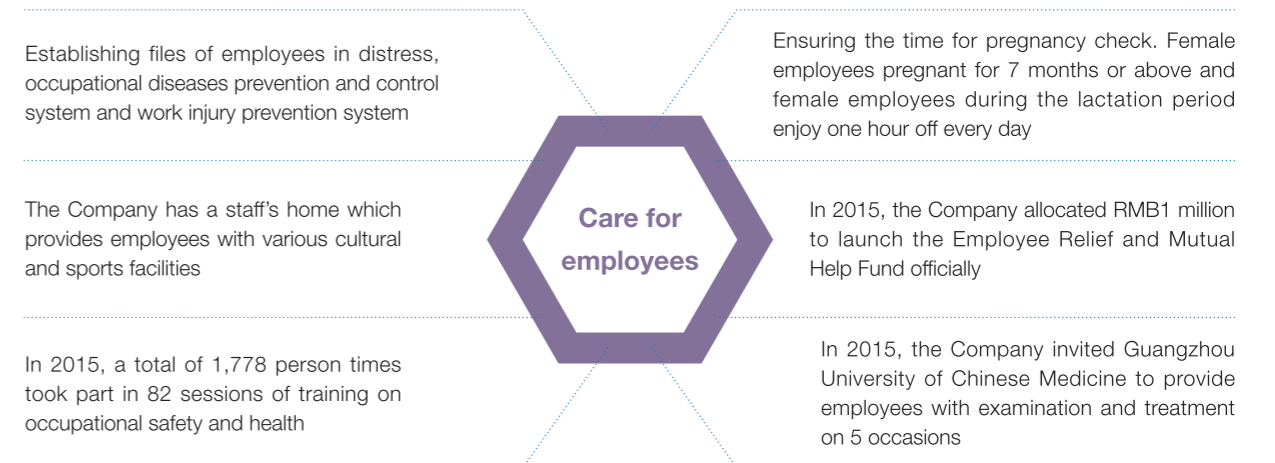 Establishing files of employees in distress,
occupational diseases prevention and control
system and work injury prevention system
The Company has a staff’s home which
provides employees with various cultural
and sports facilities
In 2015, a total of 1,778 person times
took part in 82 sessions of training on
occupational safety and health
Care for
employees
Ensuring the time for pregnancy check. Female
employees pregnant for 7 months or above and
female employees during the lactation period
enjoy one hour off every day
In 2015, the Company allocated RMB1 million
to launch the Employee Relief and Mutual
Help Fund officially
In 2015, the Company invited Guangzhou
University of Chinese Medicine to provide
employees with examination and treatment
on 5 occasions